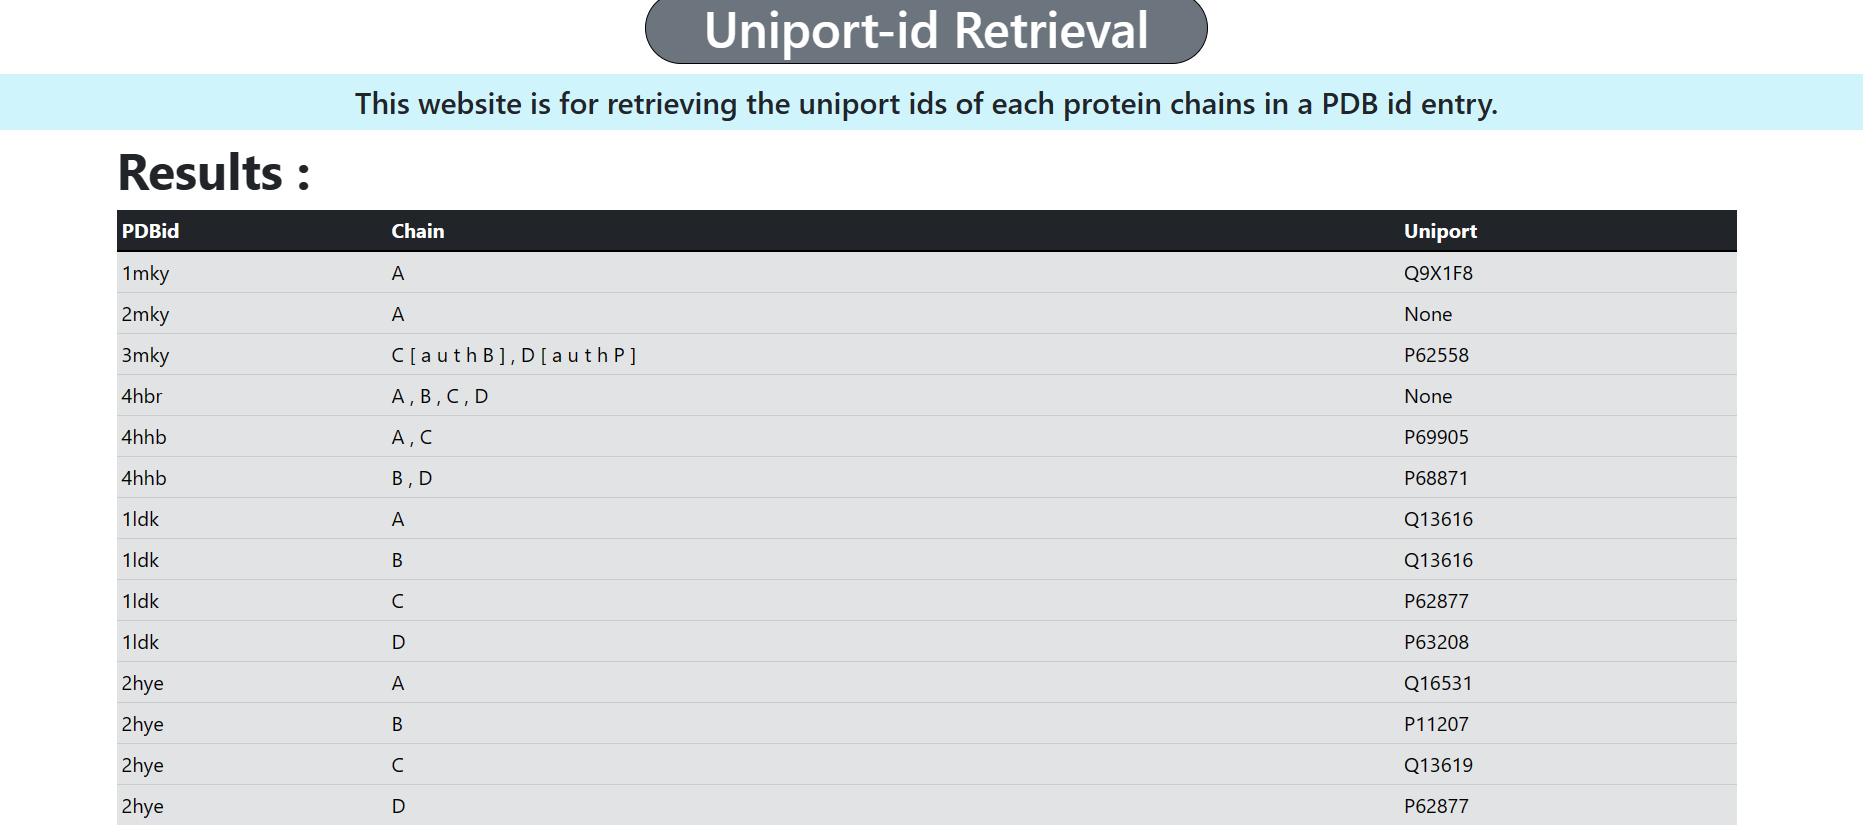 Uniport-id Retrieval
This website is for retrieving the uniport ids of each protein chains in a PDB id entry.
Results :
PDBid Chain Uniport
1mky A Q9X1F8
2mky A None
3mky C [ a u t h B ] , D [ a u t h P ] P62558
4hbr A , B , C , D None
4hhb A , C P69905
4hhb B , D P68871
1ldk A Q13616
1ldk B Q13616
1ldk C P62877
1ldk D P63208
2hye A Q16531
2hye B P11207
2hye C Q13619
2hye D P62877